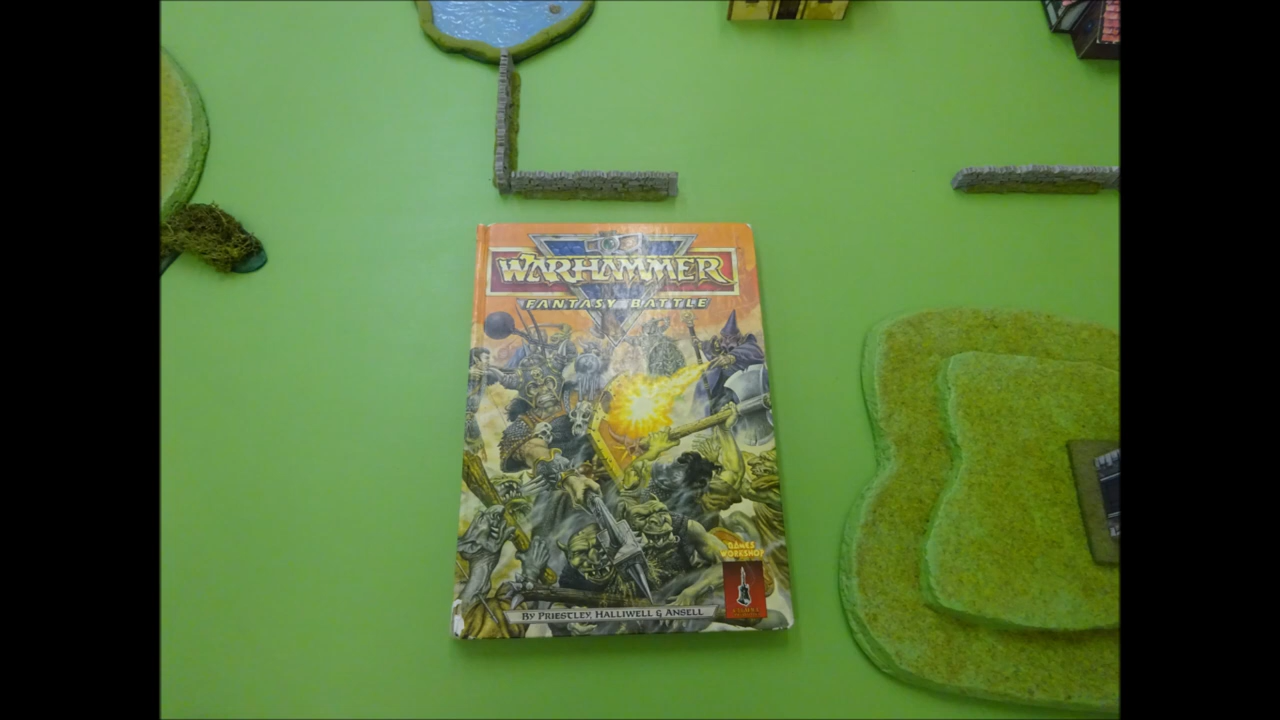 WARHAMMER
FANTASY BATTLE
GAMES
WORKSHOP
BY PRIESTLEY, HALLIWELL & ANSELL